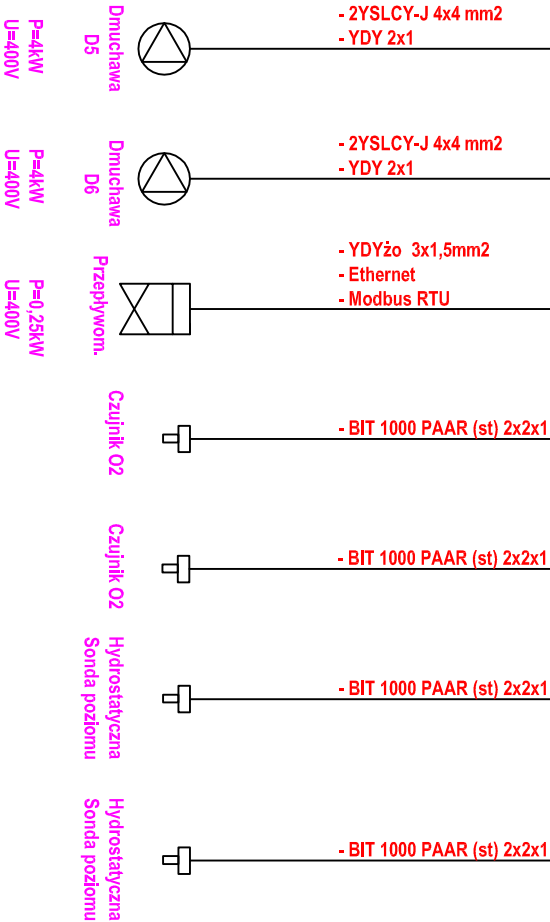 Dmuchawa
D5
P=4kW
U=400V
- 2YSLCY-J 4x4 mm2
- YDY 2x1
Dmuchawa
D6
P=4kW
U=400V
- 2YSLCY-J 4x4 mm2
- YDY 2x1
Przepływom.
P=0,25kW
U=400V
- YDYżo 3x1,5mm2
- Ethernet
- Modbus RTU
Czujnik O2
- BIT 1000 PAAR (st) 2x2x1
Czujnik O2
- BIT 1000 PAAR (st) 2x2x1
Hydrostatyczna
Sonda poziomu
- BIT 1000 PAAR (st) 2x2x1
Hydrostatyczna
Sonda poziomu
- BIT 1000 PAAR (st) 2x2x1